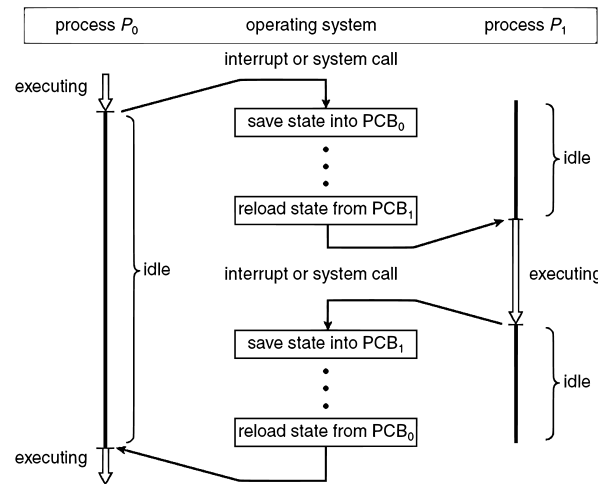 process P0 operating system process P1
interrupt or system call
executing
save state into PCB0
idle
reload state from PCB1
idle
interrupt or system call
executing
save state into PCB1
idle
reload state from PCB0
executing